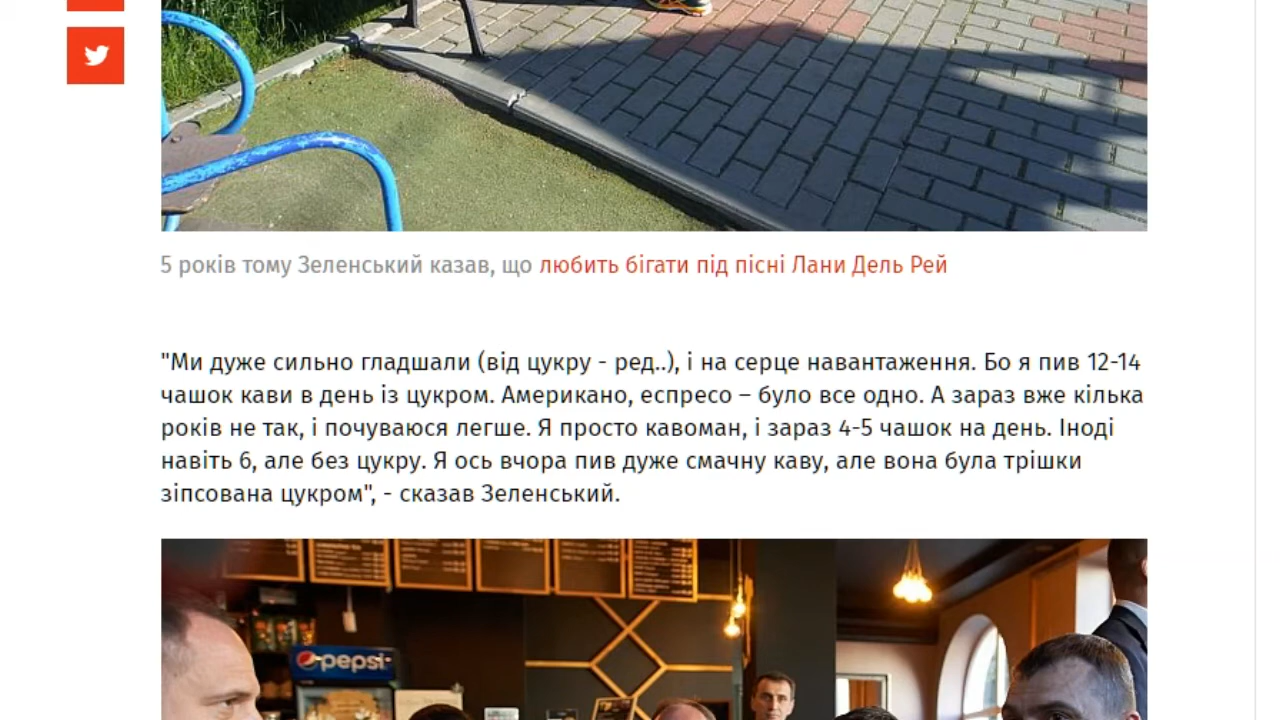 5 років тому Зеленський казав, що любить бігати під пісні Лани Дель Рей
"Ми дуже сильно гладшали (від цукру - ред..), і на серце навантаження. Бо я пив 12-14
чашок кави в день із цукром. Американо, еспресо – було все одно. А зараз вже кілька
років не так, і почуваюся легше. Я просто кавоман, і зараз 4-5 чашок на день. Іноді
навіть 6, але без цукру. Я ось вчора пив дуже смачну каву, але вона була трішки
зіпсована цукром", - сказав Зеленський.
pepsi